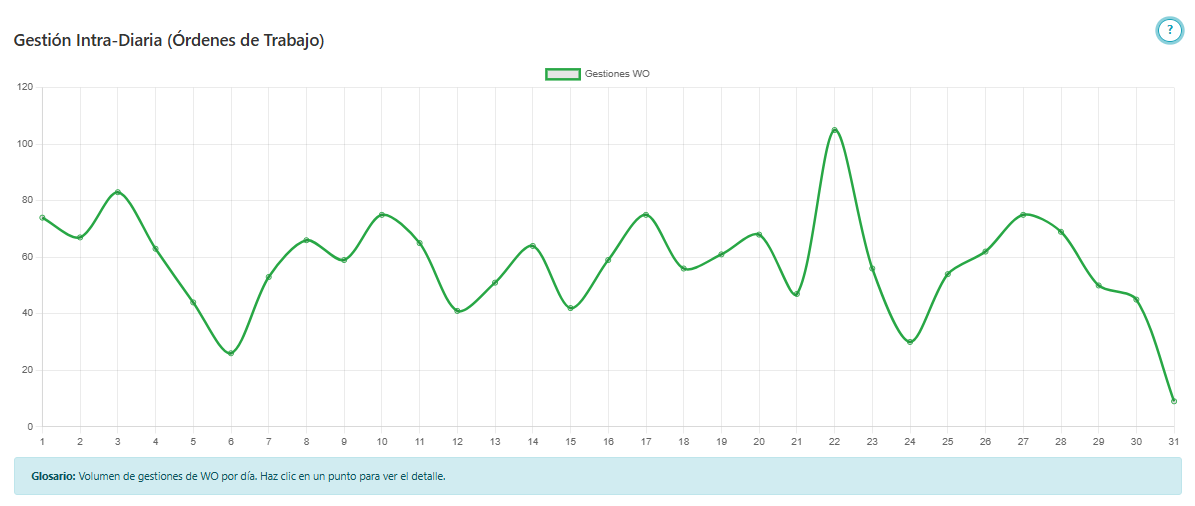 Gestión Intra-Diaria (Órdenes de Trabajo)
?
Gestiones WO
120
100
80
60
40
20
0
1 2 3 4 5 6 7 8 9 10 11 12 13 14 15 16 17 18 19 20 21 22 23 24 25 26 27 28 29 30 31
Glosario: Volumen de gestiones de WO por día. Haz clic en un punto para ver el detalle.